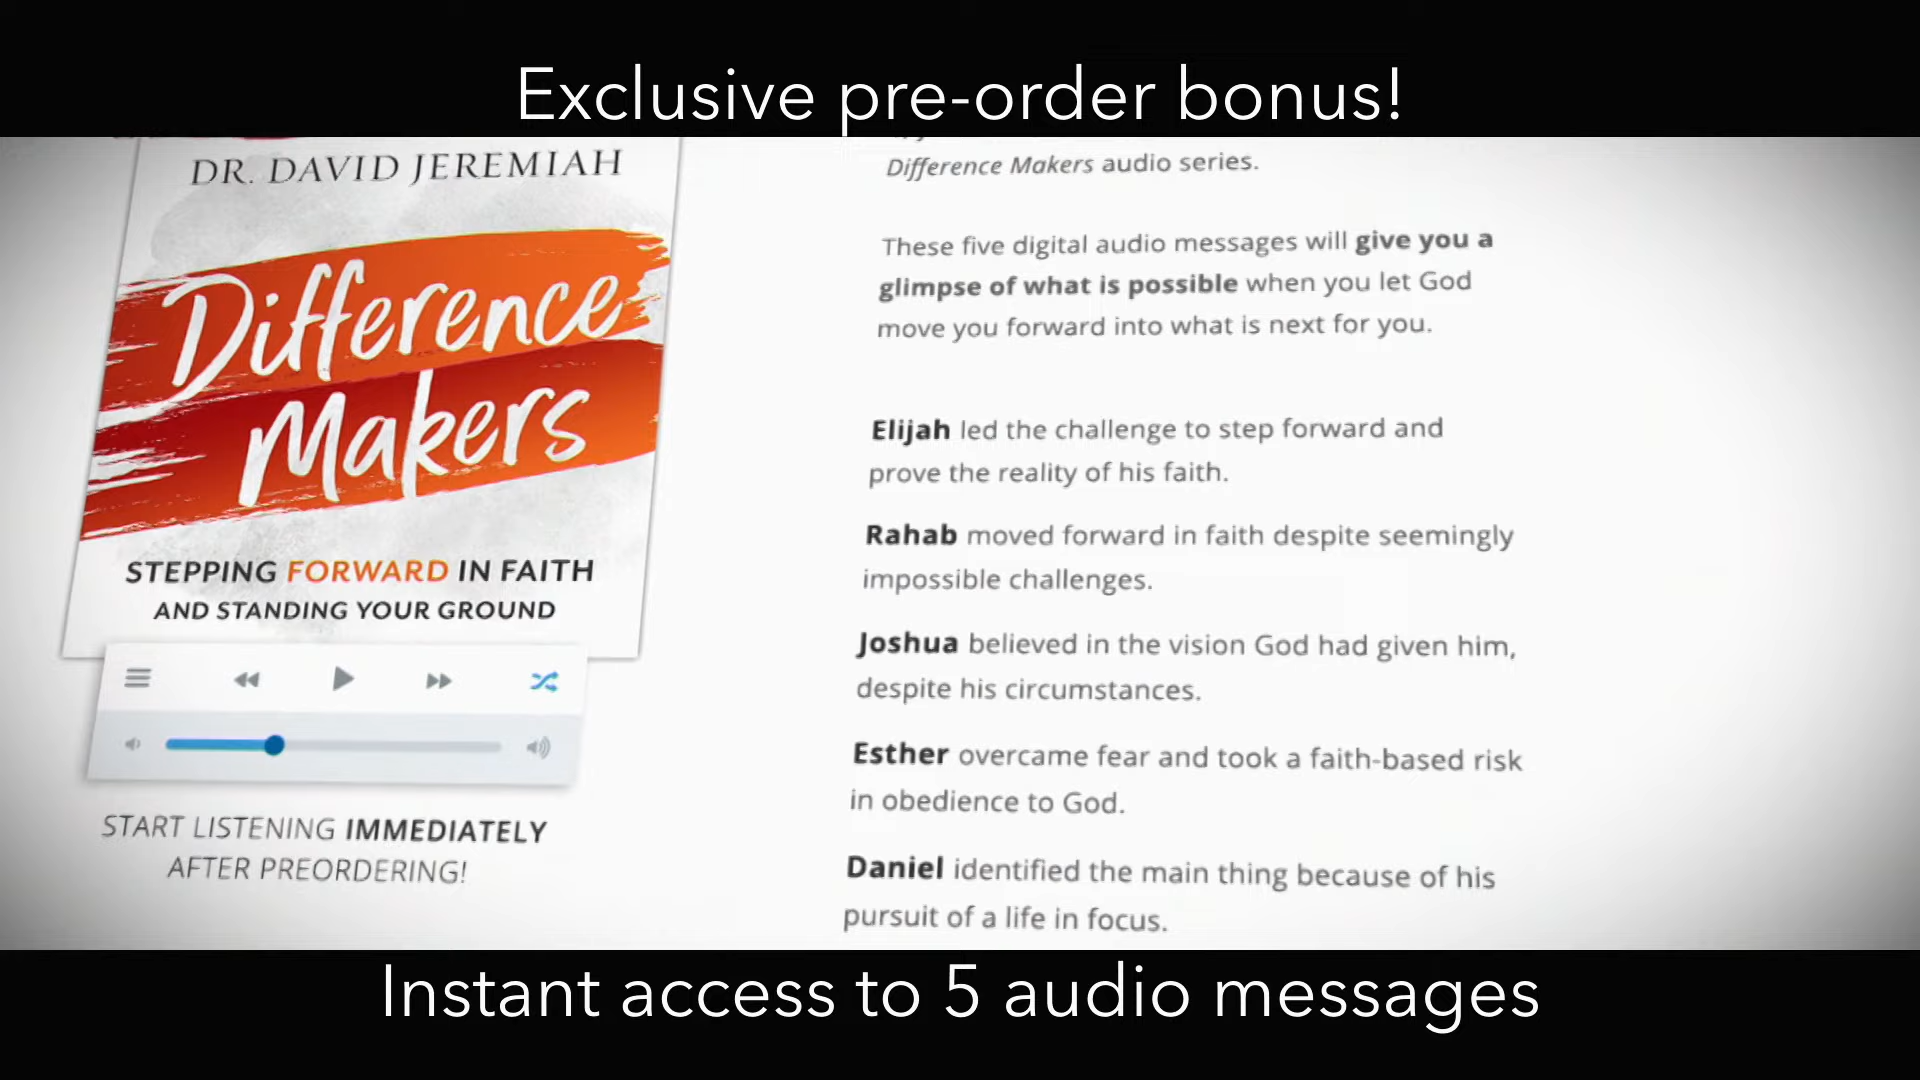 Exclusive pre-order bonus!
DR. DAVID JEREMIAH
Difference
Makers
STEPPING FORWARD IN FAITH
AND STANDING YOUR GROUND
START LISTENING IMMEDIATELY
AFTER PREORDERING!
Difference Makers audio series.
These five digital audio messages will give you a
glimpse of what is possible when you let God
move you forward into what is next for you.
Elijah led the challenge to step forward and
prove the reality of his faith.
Rahab moved forward in faith despite seemingly
impossible challenges.
Joshua believed in the vision God had given him,
despite his circumstances.
Esther overcame fear and took a faith-based risk
in obedience to God.
Daniel identified the main thing because of his
pursuit of a life in focus.
Instant access to 5 audio messages